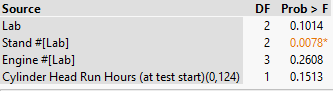 Source DF Prob > F
Lab 2 0.1014
Stand #[Lab] 2 0.0078*
Engine #[Lab] 3 0.2608
Cylinder Head Run Hours (at test start)(0,124) 1 0.1513